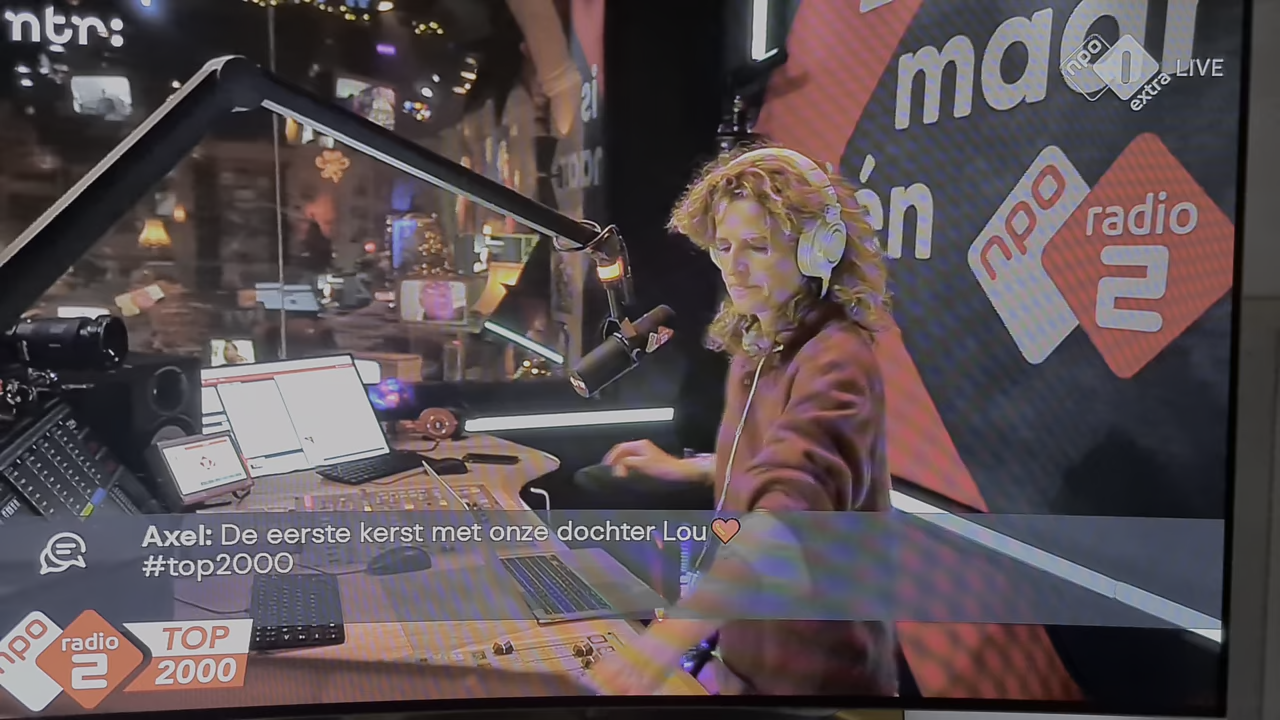 ntr:
maar
npo
extra
LIVE
én
npo
radio
2
Axel: De eerste kerst met onze dochter Lou❤️
#top2000
npo
radio
2
TOP
2000